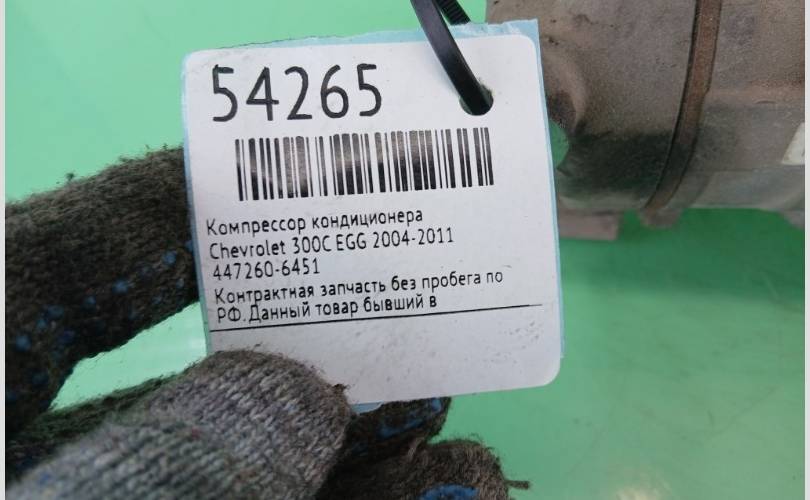 54265
Компрессор кондиционера
Chevrolet 300C EGG 2004-2011
447260-6451
Контрактная запчасть без пробега по
РФ.Данный товар бывший в